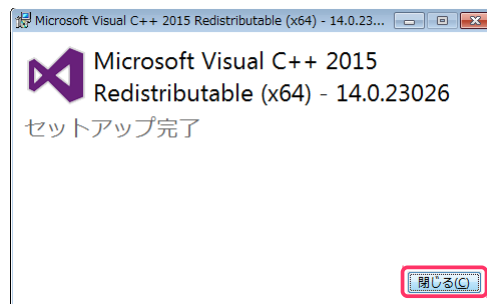 Microsoft Visual C++ 2015 Redistributable (x64) - 14.0.23...
Microsoft Visual C++ 2015
Redistributable (x64) - 14.0.23026
セットアップ完了
閉じる(C)